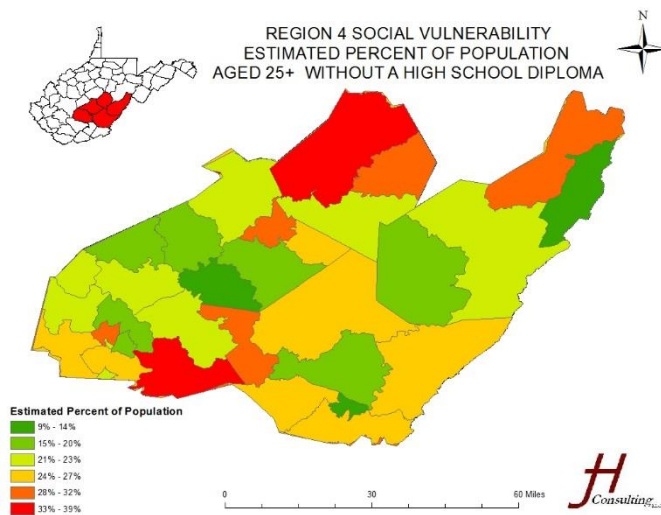 REGION 4 SOCIAL VULNERABILITY
ESTIMATED PERCENT OF POPULATION
AGED 25+ WITHOUT A HIGH SCHOOL DIPLOMA
N
Estimated Percent of Population
9% - 14%
15% - 20%
21% - 23%
24% - 27%
28% - 32%
33% - 39%
0 30 60 Miles
JH
Consulting